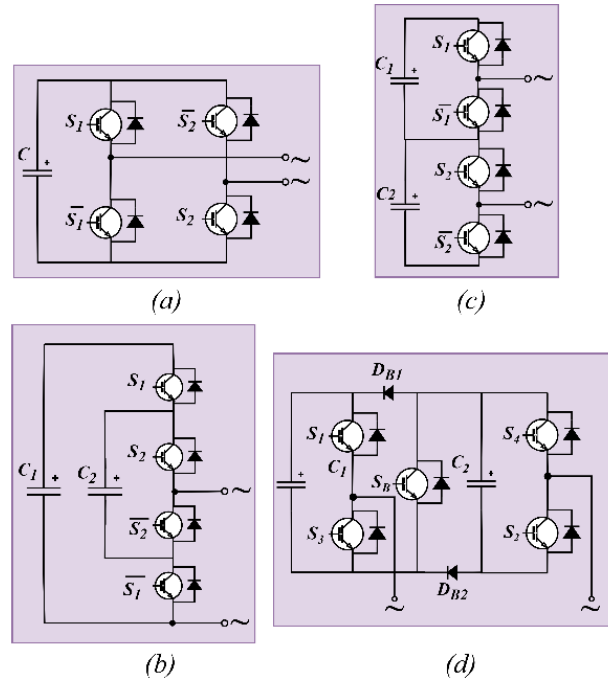 S1
S̅2
C +
S̅1
S2
~
~
(a)
S1
C1 +
~
S̅1
S2
C2 +
~
S̅2
(c)
S1
S2
C1 +
C2 +
~
S̅2
S̅1
~
(b)
DB1
S1
S4
C1
+
SB
C2 +
S3
S2
DB2
~
~
(d)